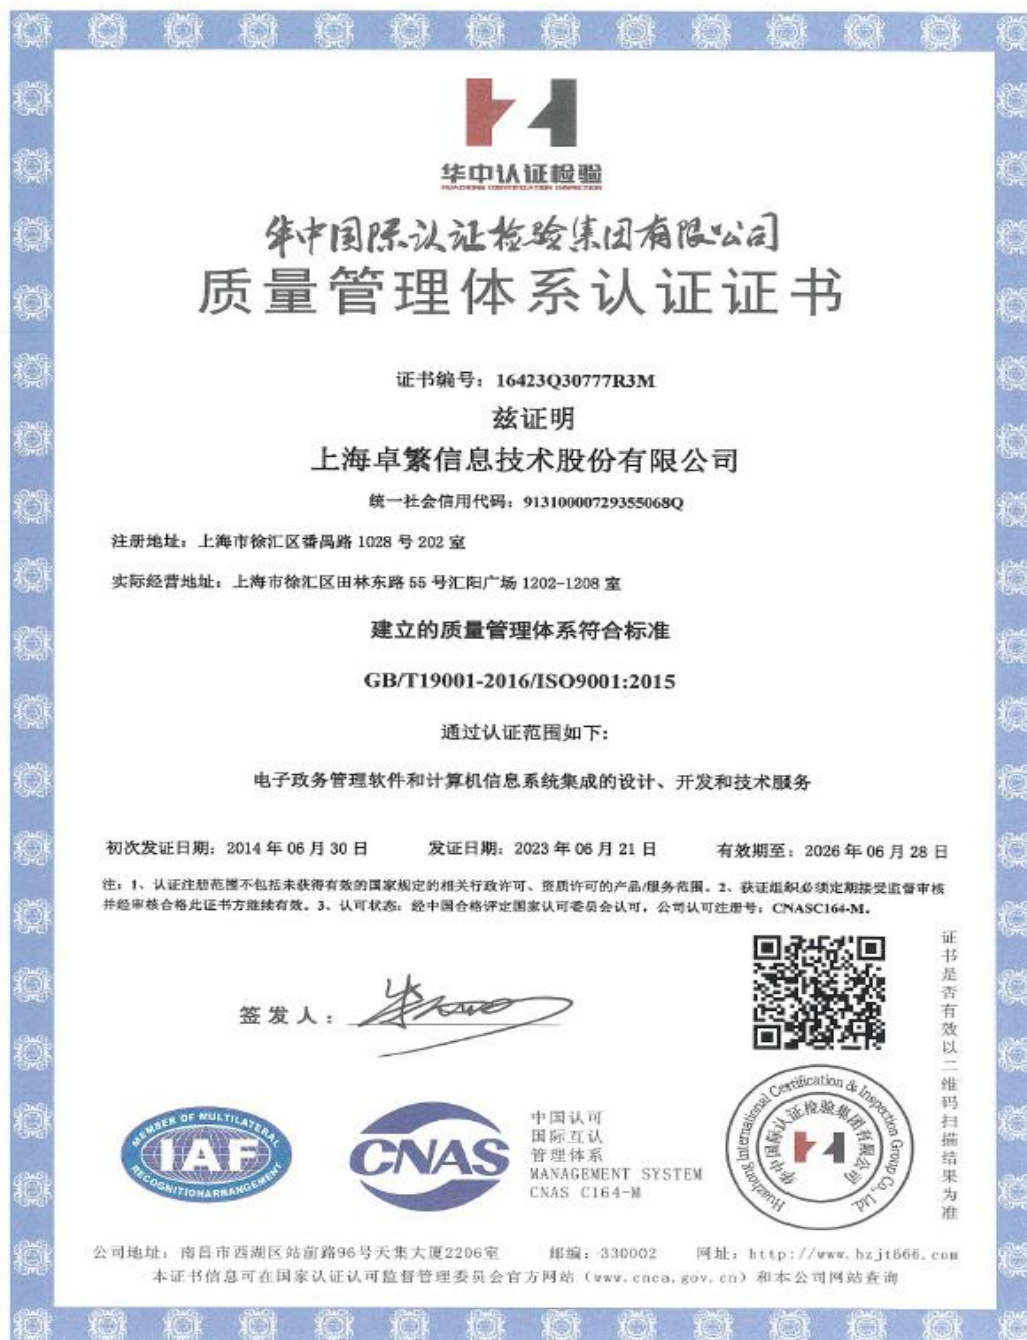 华中认证检验
HUAZHONG CERTIFICATION INSPECTION
华中国际认证检验集团有限公司
质量管理体系认证证书
证书编号：16423Q30777R3M
兹证明
上海卓繁信息技术股份有限公司
统一社会信用代码：91310000729355068Q
注册地址：上海市徐汇区番禺路 1028 号 202 室
实际经营地址：上海市徐汇区田林东路 55 号汇阳广场 1202-1208 室
建立的质量管理体系符合标准
GB/T19001-2016/ISO9001:2015
通过认证范围如下：
电子政务管理软件和计算机信息系统集成的设计、开发和技术服务
初次发证日期：2014 年 06 月 30 日 发证日期：2023 年 06 月 21 日 有效期至：2026 年 06 月 28 日
注：1、认证注册范围不包括未获得有效的国家规定的相关行政许可、资质许可的产品/服务范围。2、获证组织必须定期接受监督审核
并经审核合格此证书方继续有效。3、认可状态：经中国合格评定国家认可委员会认可，公司认可注册号：CNASC164-M。
证书是否有效以二维码扫描结果为准
签发人：
MEMBER OF MULTILATERAL
IAF
RECOGNITIONARRANGEMENT
CNAS
中国认可
国际互认
管理体系
MANAGEMENT SYSTEM
CNAS C164-M
Huazhong International Certification & Inspection Group Co., Ltd.
华中国际认证检验集团有限公司
公司地址：南昌市西湖区站前路96号天集大厦2206室 邮编：330002 网址：http://www.hzjt666.com
本证书信息可在国家认证认可监督管理委员会官方网站（www.cnca.gov.cn）和本公司网站查询